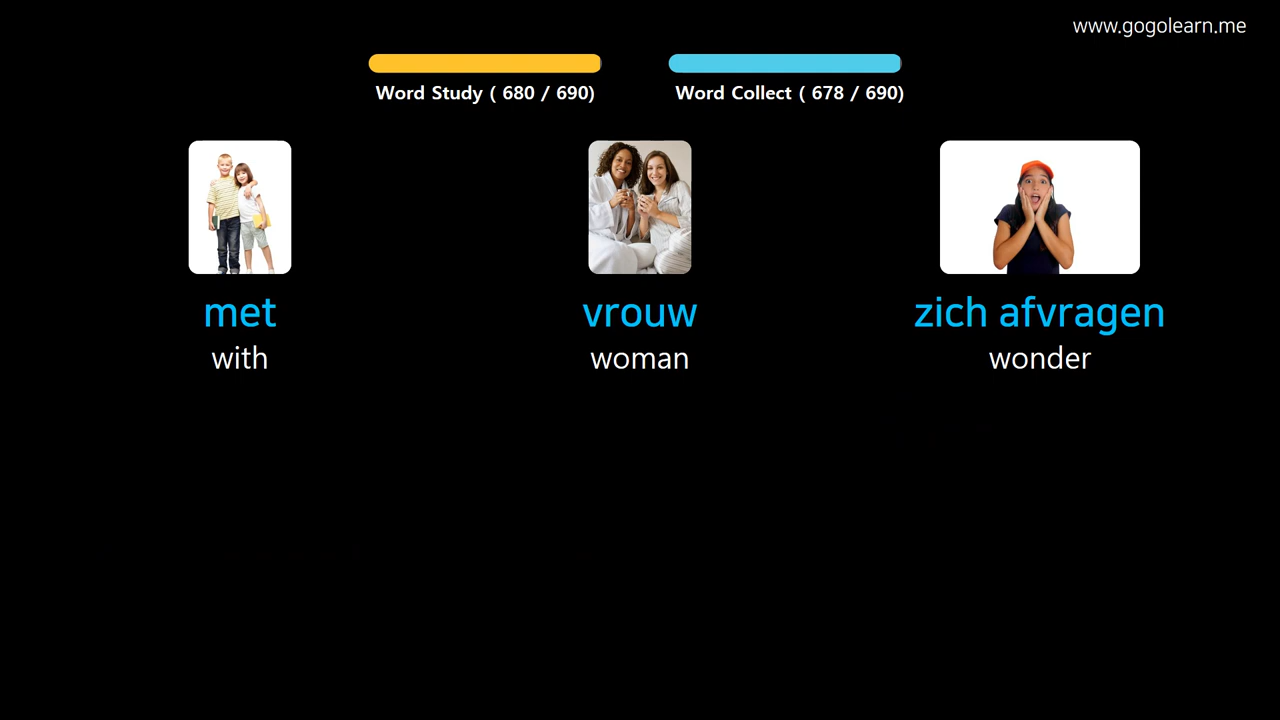 www.gogolearn.me
Word Study ( 680 / 690)
Word Collect ( 678 / 690)
met
with
vrouw
woman
zich afvragen
wonder